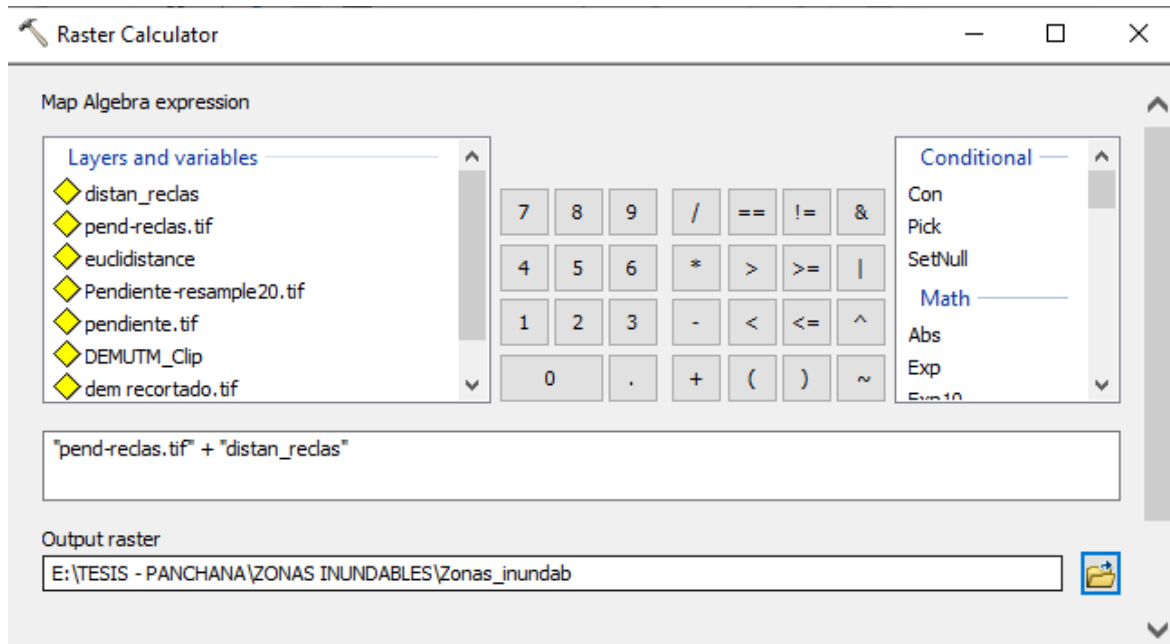 Raster Calculator
Map Algebra expression
Layers and variables
distan_reclas
pend-reclas.tif
euclidistance
Pendiente-resample20.tif
pendiente.tif
DEMUTM_Clip
dem recortado.tif
7 8 9 / == != &
4 5 6 * > >= |
1 2 3 - < <= ^
0 . + ( ) ~
Conditional
Con
Pick
SetNull
Math
Abs
Exp
Exp10
"pend-reclas.tif" + "distan_reclas"
Output raster
E:\TESIS - PANCHANA\ZONAS INUNDABLES\Zonas_inundab